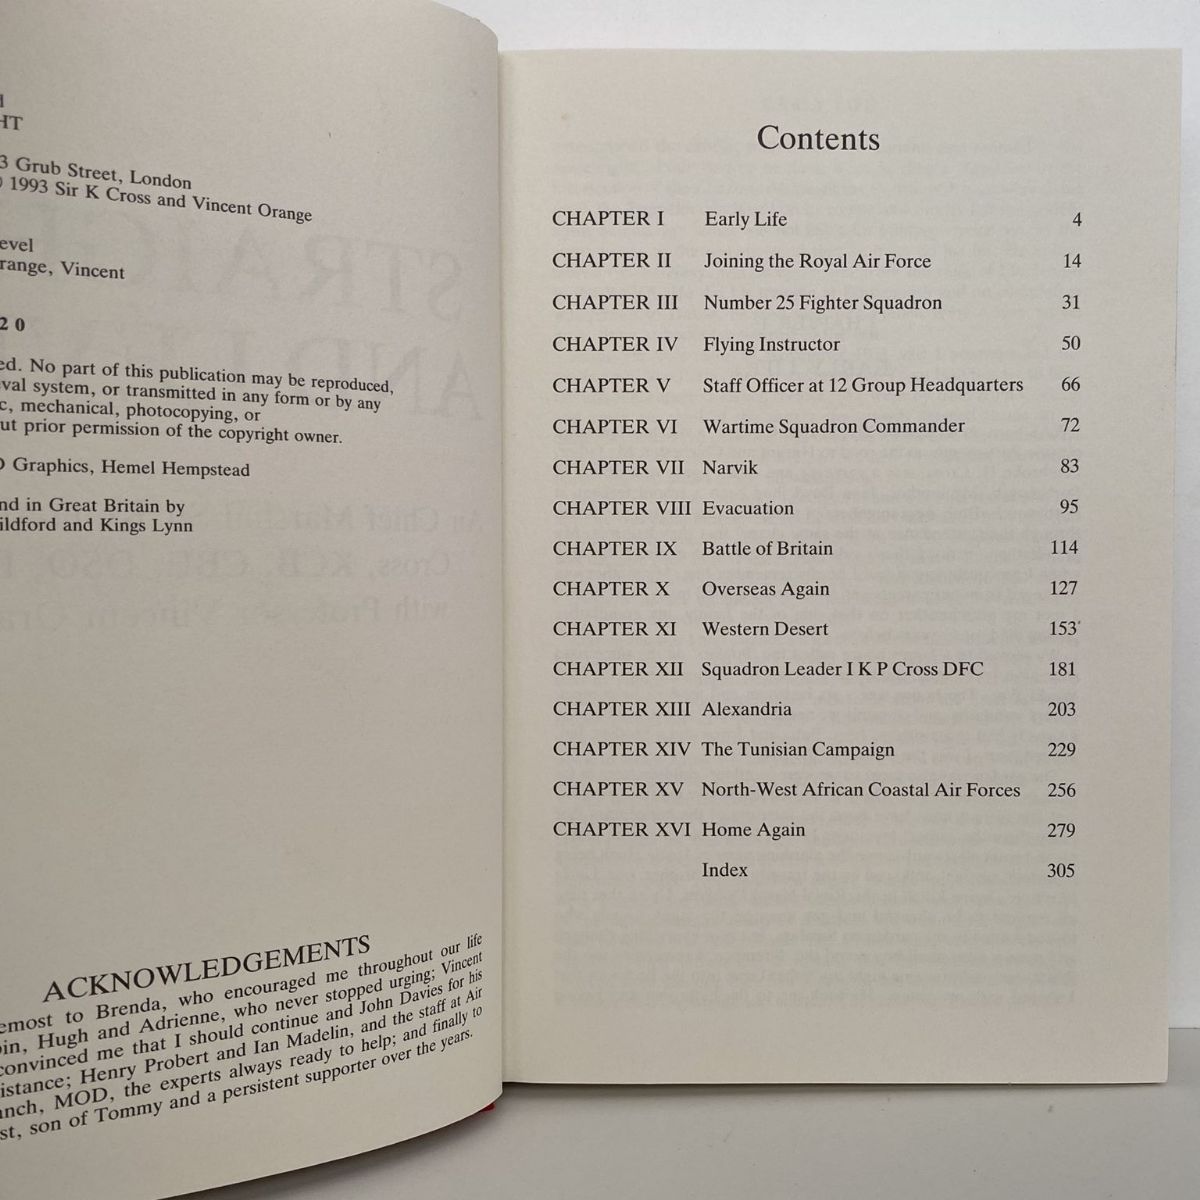 HT
3 Grub Street, London
© 1993 Sir K Cross and Vincent Orange
evel
range, Vincent
2 0
ed. No part of this publication may be reproduced,
val system, or transmitted in any form or by any
c, mechanical, photocopying, or
ut prior permission of the copyright owner.
Graphics, Hemel Hempstead
nd in Great Britain by
ildford and Kings Lynn
ACKNOWLEDGEMENTS
emost to Brenda, who encouraged me throughout our life
bin, Hugh and Adrienne, who never stopped urging; Vincent
convinced me that I should continue and John Davies for his
istance; Henry Probert and Ian Madelin, and the staff at Air
anch, MOD, the experts always ready to help; and finally to
st, son of Tommy and a persistent supporter over the years.
Contents
CHAPTER I Early Life 4
CHAPTER II Joining the Royal Air Force 14
CHAPTER III Number 25 Fighter Squadron 31
CHAPTER IV Flying Instructor 50
CHAPTER V Staff Officer at 12 Group Headquarters 66
CHAPTER VI Wartime Squadron Commander 72
CHAPTER VII Narvik 83
CHAPTER VIII Evacuation 95
CHAPTER IX Battle of Britain 114
CHAPTER X Overseas Again 127
CHAPTER XI Western Desert 153
CHAPTER XII Squadron Leader I K P Cross DFC 181
CHAPTER XIII Alexandria 203
CHAPTER XIV The Tunisian Campaign 229
CHAPTER XV North-West African Coastal Air Forces 256
CHAPTER XVI Home Again 279
Index 305